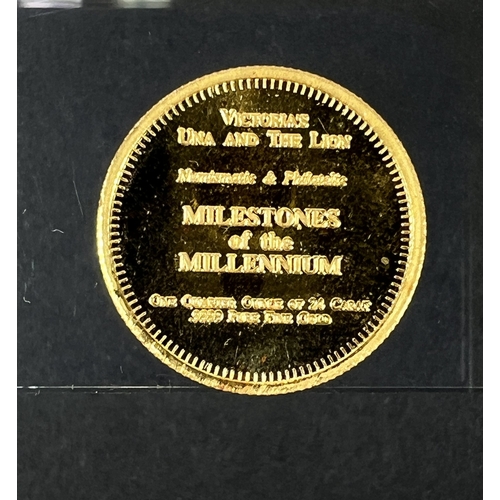 VICTORIA'S
UNA AND THE LION
Numismatic & Philatelic
MILESTONES
of the
MILLENNIUM
ONE QUARTER OUNCE OF 24 CARAT
.9999 PURE FINE GOLD